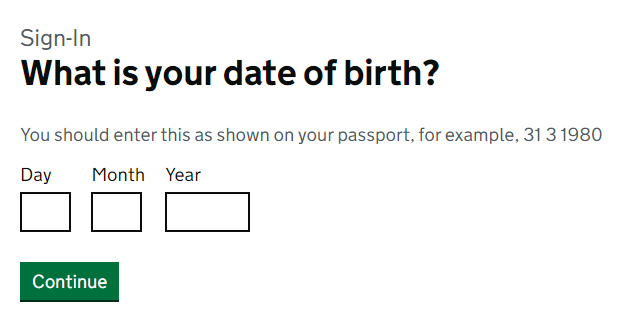 Sign-In
What is your date of birth?
You should enter this as shown on your passport, for example, 31 3 1980
Day Month Year
Continue